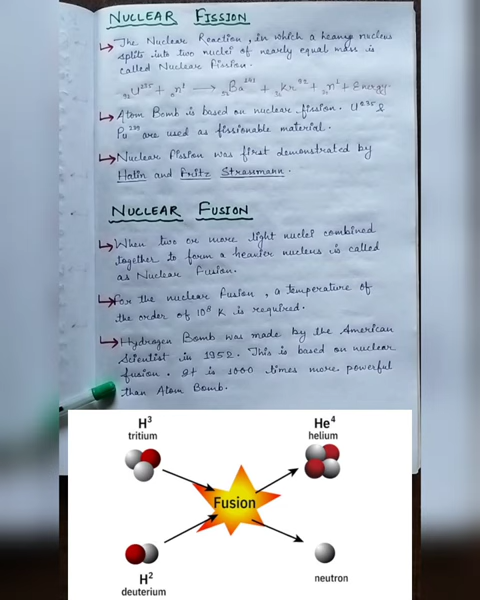 NUCLEAR FISSION
The Nuclear Reaction, in which a heavy nucleus
splits into two nuclei of nearly equal mass is
called Nuclear Fission.
₉₂U²³⁵ + ₀n¹ → ₅₆Ba¹⁴¹ + ₃₆Kr⁹² + 3₀n¹ + Energy
Atom Bomb is based on nuclear fission. U²³⁵ &
Pu²³⁹ are used as fissionable material.
Nuclear Fission was first demonstrated by
Halin and Fritz Strassmann.
NUCLEAR FUSION
When two or more light nuclei combined
together to form a heavier nucleus is called
as Nuclear Fusion.
For the nuclear fusion, a temperature of
the order of 10⁸ K is required.
Hydrogen Bomb was made by the American
Scientist in 1952. This is based on nuclear
fusion. It is 1000 times more powerful
than Atom Bomb.
H³
tritium
He⁴
helium
Fusion
H²
deuterium
neutron